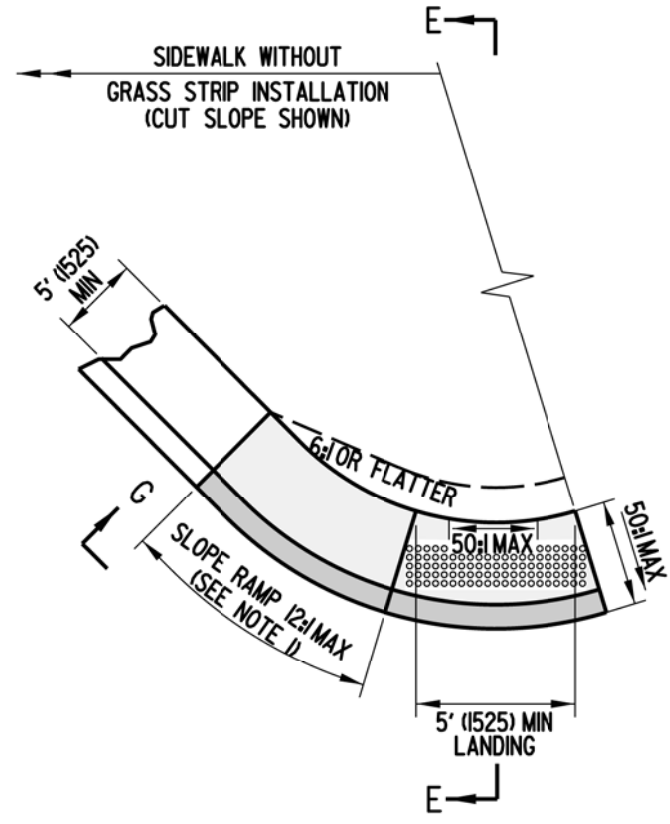 E
SIDEWALK WITHOUT
GRASS STRIP INSTALLATION
(CUT SLOPE SHOWN)
5' (1525)
MIN
6:1 OR FLATTER
G
50:1 MAX
50:1 MAX
SLOPE RAMP 12:1 MAX
(SEE NOTE 1)
5' (1525) MIN
LANDING
E